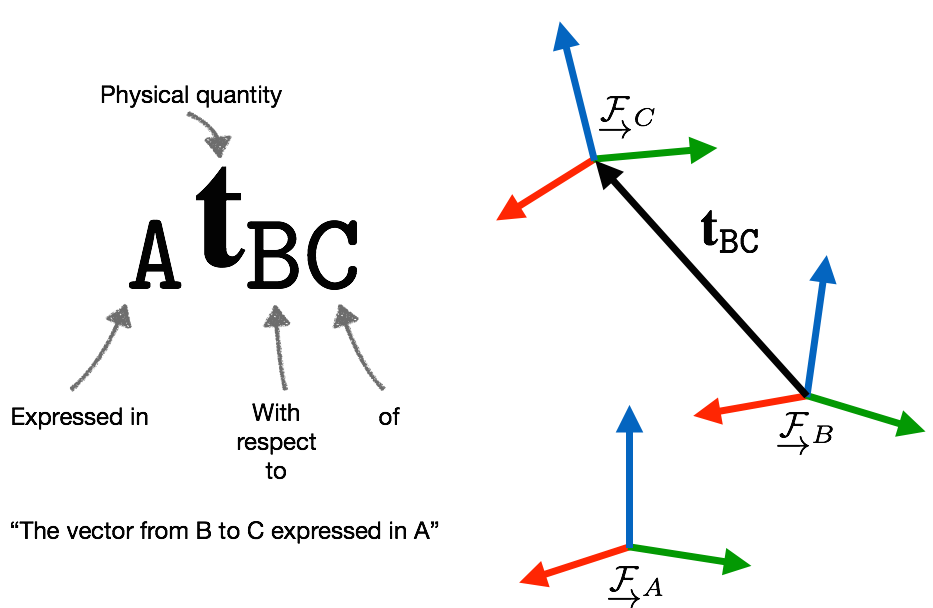 Physical quantity
A t BC
Expressed in
With
respect
to
of
“The vector from B to C expressed in A”
ℱ→C
t BC
ℱ→B
ℱ→A